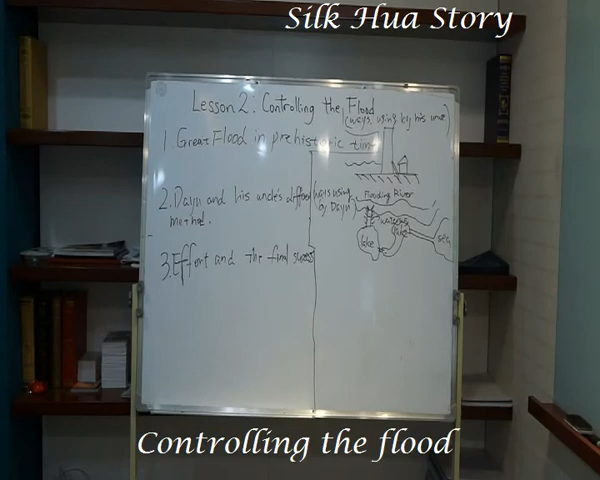 Silk Hua Story
Lesson 2. Controlling the Flood
(ways using by his uncle)
1. Great Flood in prehistoric time
2. Dayu and his uncle's different
method.
(ways using
by Dayu)
Flooding River
lake
sea
3. Effort and the final success
Controlling the flood